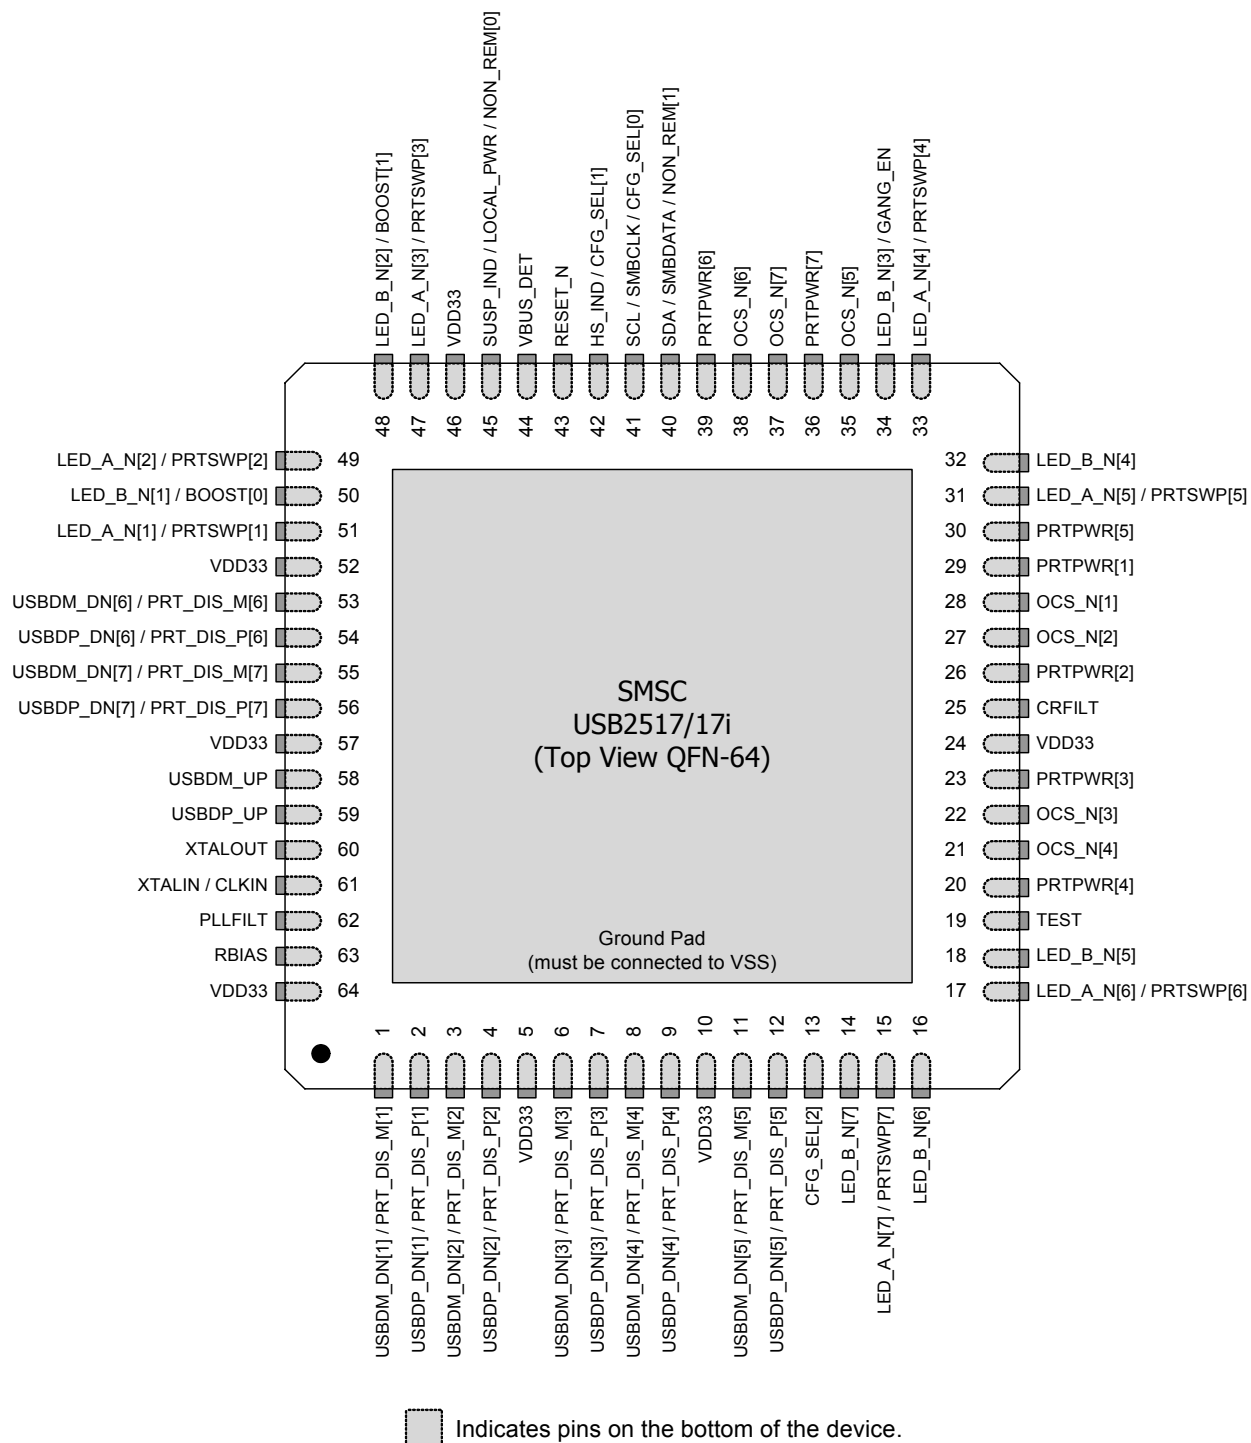 LED_B_N[2] / BOOST[1]
LED_A_N[3] / PRTSWP[3]
VDD33
SUSP_IND / LOCAL_PWR / NON_REM[0]
VBUS_DET
RESET_N
HS_IND / CFG_SEL[1]
SCL / SMBCLK / CFG_SEL[0]
SDA / SMBDATA / NON_REM[1]
PRTPWR[6]
OCS_N[6]
OCS_N[7]
PRTPWR[7]
OCS_N[5]
LED_B_N[3] / GANG_EN
LED_A_N[4] / PRTSWP[4]
48
47
46
45
44
43
42
41
40
39
38
37
36
35
34
33
LED_A_N[2] / PRTSWP[2] 49
LED_B_N[1] / BOOST[0] 50
LED_A_N[1] / PRTSWP[1] 51
VDD33 52
USBDM_DN[6] / PRT_DIS_M[6] 53
USBDP_DN[6] / PRT_DIS_P[6] 54
USBDM_DN[7] / PRT_DIS_M[7] 55
USBDP_DN[7] / PRT_DIS_P[7] 56
VDD33 57
USBDM_UP 58
USBDP_UP 59
XTALOUT 60
XTALIN / CLKIN 61
PLLFILT 62
RBIAS 63
VDD33 64
SMSC
USB2517/17i
(Top View QFN-64)
Ground Pad
(must be connected to VSS)
32 LED_B_N[4]
31 LED_A_N[5] / PRTSWP[5]
30 PRTPWR[5]
29 PRTPWR[1]
28 OCS_N[1]
27 OCS_N[2]
26 PRTPWR[2]
25 CRFILT
24 VDD33
23 PRTPWR[3]
22 OCS_N[3]
21 OCS_N[4]
20 PRTPWR[4]
19 TEST
18 LED_B_N[5]
17 LED_A_N[6] / PRTSWP[6]
1
2
3
4
5
6
7
8
9
10
11
12
13
14
15
16
USBDM_DN[1] / PRT_DIS_M[1]
USBDP_DN[1] / PRT_DIS_P[1]
USBDM_DN[2] / PRT_DIS_M[2]
USBDP_DN[2] / PRT_DIS_P[2]
VDD33
USBDM_DN[3] / PRT_DIS_M[3]
USBDP_DN[3] / PRT_DIS_P[3]
USBDM_DN[4] / PRT_DIS_M[4]
USBDP_DN[4] / PRT_DIS_P[4]
VDD33
USBDM_DN[5] / PRT_DIS_M[5]
USBDP_DN[5] / PRT_DIS_P[5]
CFG_SEL[2]
LED_B_N[7]
LED_A_N[7] / PRTSWP[7]
LED_B_N[6]
Indicates pins on the bottom of the device.